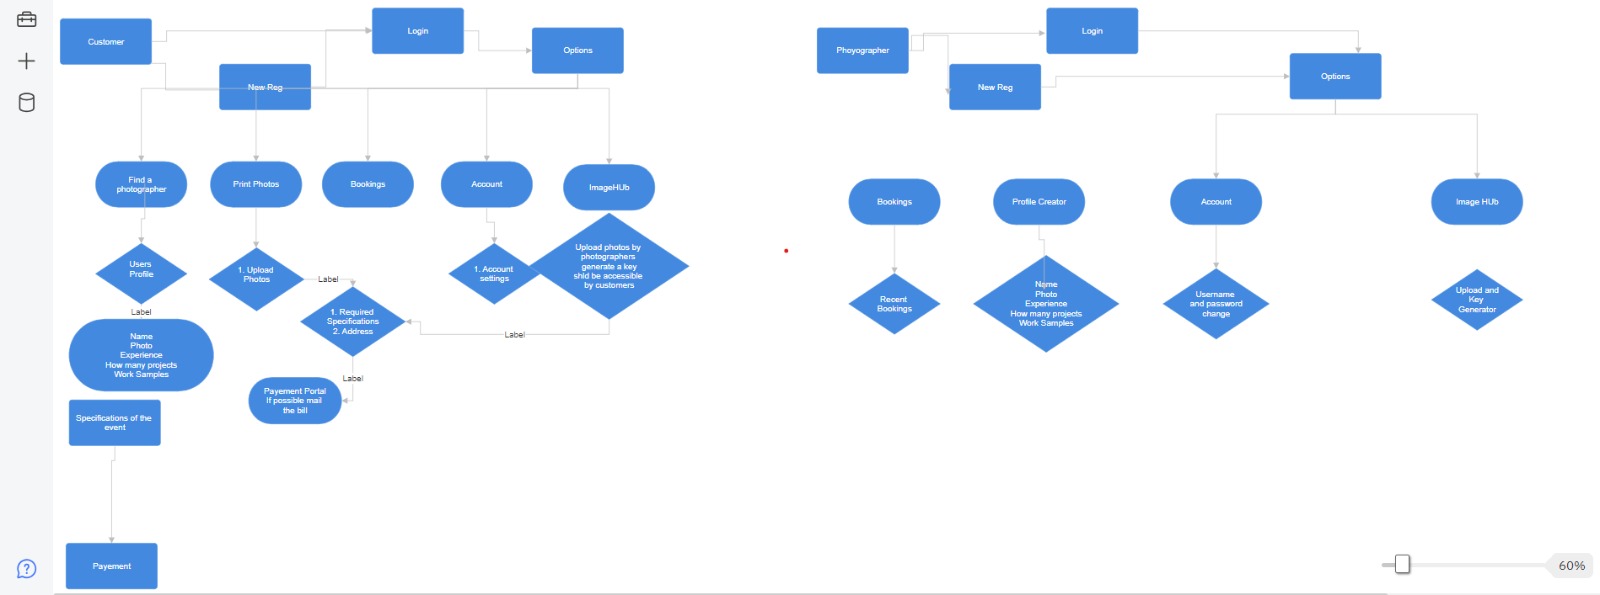 Customer
Login
Options
New Reg
Find a
photographer
Print Photos
Bookings
Account
ImageHUb
Users
Profile
1. Upload
Photos
Label
1. Account
settings
Upload photos by
photographers
generate a key
shld be accessible
by customers
Label
1. Required
Specifications
2. Address
Label
Name
Photo
Experience
How many projects
Work Samples
Label
Payement Portal
If possible mail
the bill
Specifications of the
event
Payement
Phoyographer
Login
New Reg
Options
Bookings
Profile Creator
Account
Image HUb
Recent
Bookings
Name
Photo
Experience
How many projects
Work Samples
Username
and password
change
Upload and
Key
Generator
60%